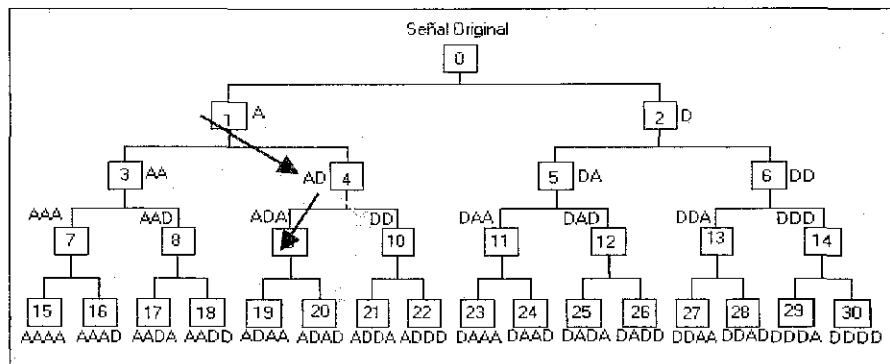 Señal Original
0
1 A 2 D
3 AA AD 4 5 DA 6 DD
AAA AAD ADA DD DAA DAD DDA DDD
7 8 10 11 12 13 14
15 16 17 18 19 20 21 22 23 24 25 26 27 28 29 30
AAAA AAAD AADA AADD ADAA ADAD ADDA ADDD DAAA DAAD DADA DADD DDAA DDAD DDDA DDDD